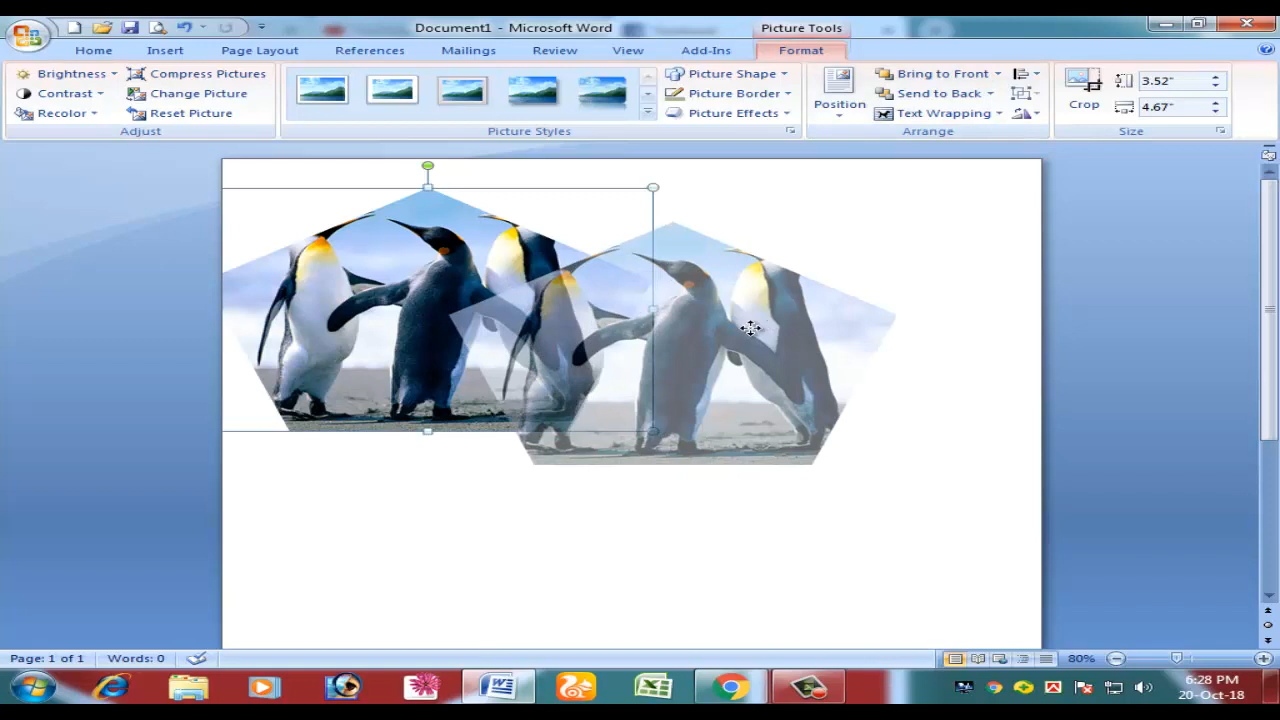 Document1 - Microsoft Word
Picture Tools
Home Insert Page Layout References Mailings Review View Add-Ins Format
Brightness Compress Pictures Picture Shape Bring to Front 3.52"
Contrast Change Picture Picture Border Position Send to Back Crop 4.67"
Recolor Reset Picture Picture Effects Text Wrapping
Adjust Picture Styles Arrange Size
Page: 1 of 1 Words: 0 80%
6:28 PM
20-Oct-18